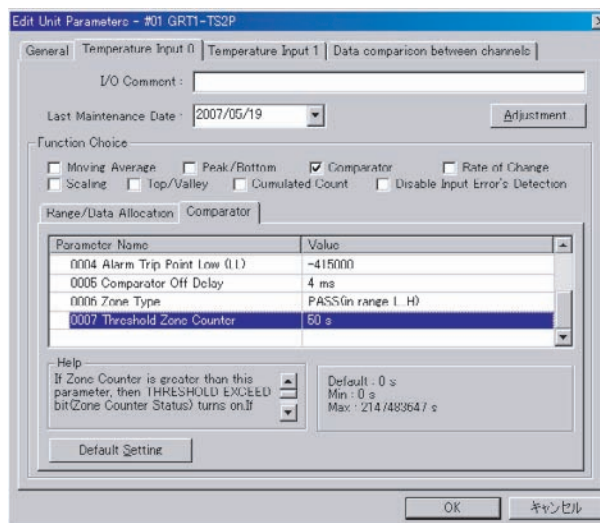 Edit Unit Parameters - #01 GRT1-TS2P
General Temperature Input 0 Temperature Input 1 Data comparison between channels
I/O Comment :
Last Maintenance Date : 2007/05/19 Adjustment
Function Choice
Moving Average Peak/Bottom Comparator Rate of Change
Scaling Top/Valley Cumulated Count Disable Input Error's Detection
Range/Data Allocation Comparator
Parameter Name Value
0004 Alarm Trip Point Low (LL) -415000
0005 Comparator Off Delay 4 ms
0006 Zone Type PASS(in range L..H)
0007 Threshold Zone Counter 50 s
Help
If Zone Counter is greater than this
parameter, then THRESHOLD EXCEED
bit(Zone Counter Status) turns on.If
Default : 0 s
Min : 0 s
Max : 2147483647 s
Default Setting
OK キャンセル